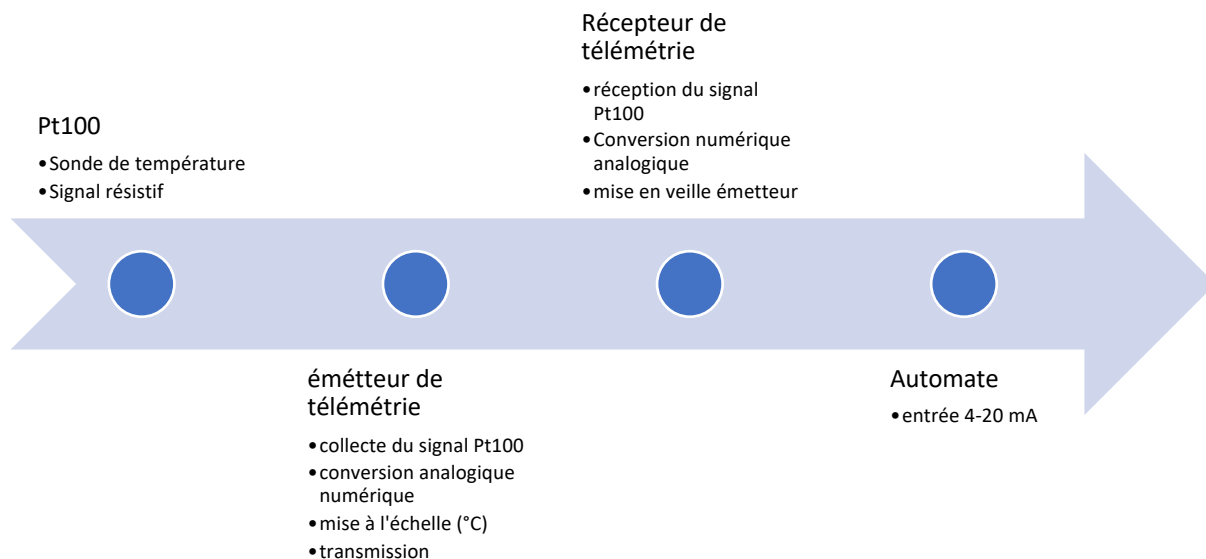 Pt100
•Sonde de température
•Signal résistif
émétteur de
télémétrie
•collecte du signal Pt100
•conversion analogique
numérique
•mise à l'échelle (°C)
•transmission
Récepteur de
télémétrie
•réception du signal
Pt100
•Conversion numérique
analogique
•mise en veille émetteur
Automate
•entrée 4-20 mA